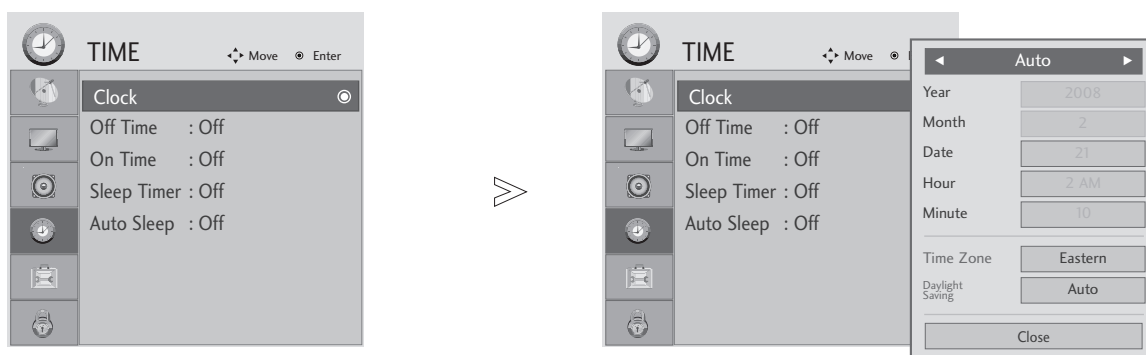 TIME
Move Enter
Clock
Off Time : Off
On Time : Off
Sleep Timer : Off
Auto Sleep : Off
TIME
Move
Clock
Off Time : Off
On Time : Off
Sleep Timer : Off
Auto Sleep : Off
Auto
Year 2008
Month 2
Date 21
Hour 2 AM
Minute 10
Time Zone Eastern
Daylight
Saving Auto
Close